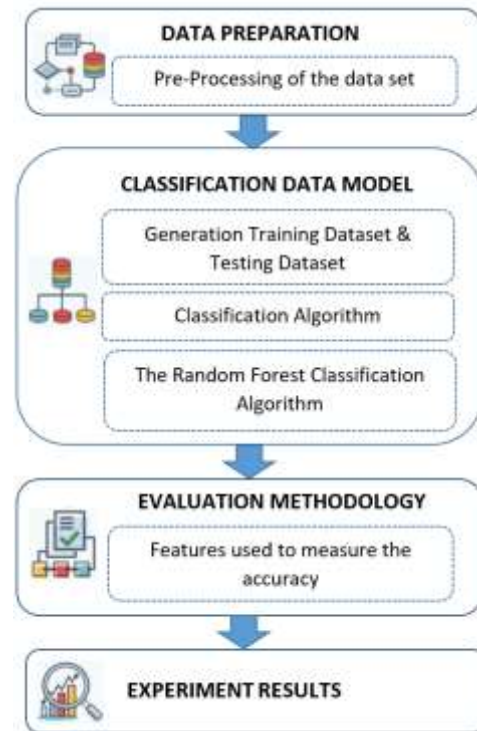 DATA PREPARATION
Pre-Processing of the data set
CLASSIFICATION DATA MODEL
Generation Training Dataset &
Testing Dataset
Classification Algorithm
The Random Forest Classification
Algorithm
EVALUATION METHODOLOGY
Features used to measure the
accuracy
EXPERIMENT RESULTS